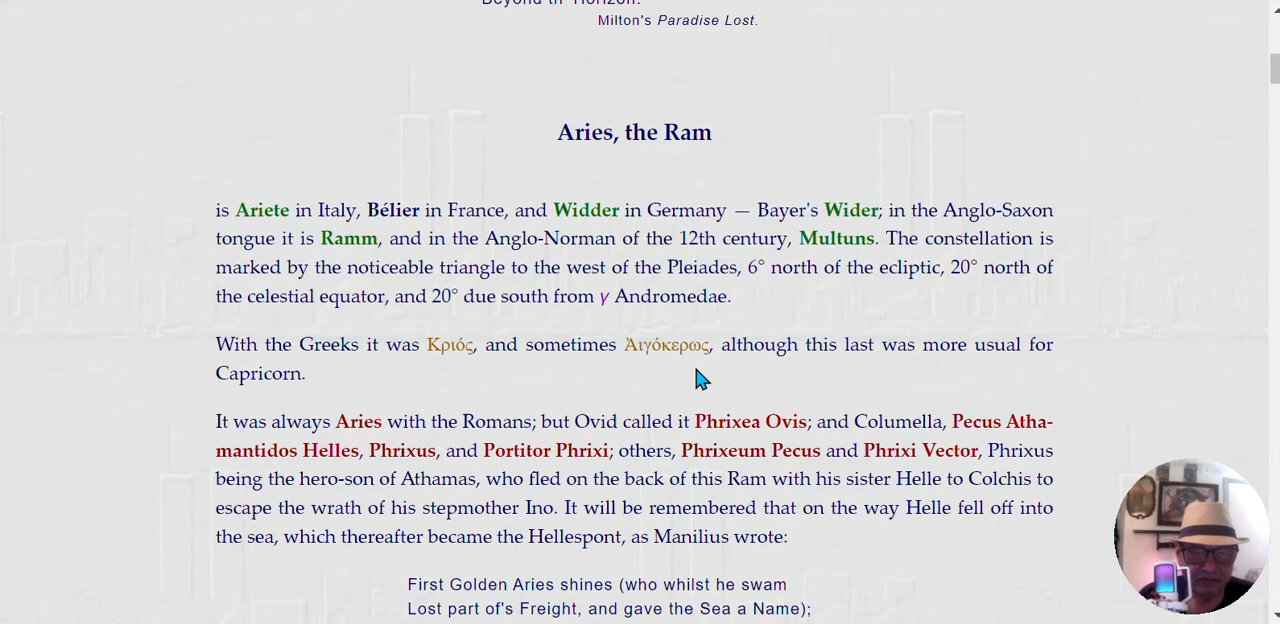 Milton's Paradise Lost.
Aries, the Ram
is Ariete in Italy, Bélier in France, and Widder in Germany — Bayer's Wider; in the Anglo-Saxon
tongue it is Ramm, and in the Anglo-Norman of the 12th century, Multuns. The constellation is
marked by the noticeable triangle to the west of the Pleiades, 6° north of the ecliptic, 20° north of
the celestial equator, and 20° due south from γ Andromedae.
With the Greeks it was Κριός, and sometimes Ἀιγόκερως, although this last was more usual for
Capricorn.
It was always Aries with the Romans; but Ovid called it Phrixea Ovis; and Columella, Pecus Atha-
mantidos Helles, Phrixus, and Portitor Phrixi; others, Phrixeum Pecus and Phrixi Vector, Phrixus
being the hero-son of Athamas, who fled on the back of this Ram with his sister Helle to Colchis to
escape the wrath of his stepmother Ino. It will be remembered that on the way Helle fell off into
the sea, which thereafter became the Hellespont, as Manilius wrote:
First Golden Aries shines (who whilst he swam
Lost part of's Freight, and gave the Sea a Name);